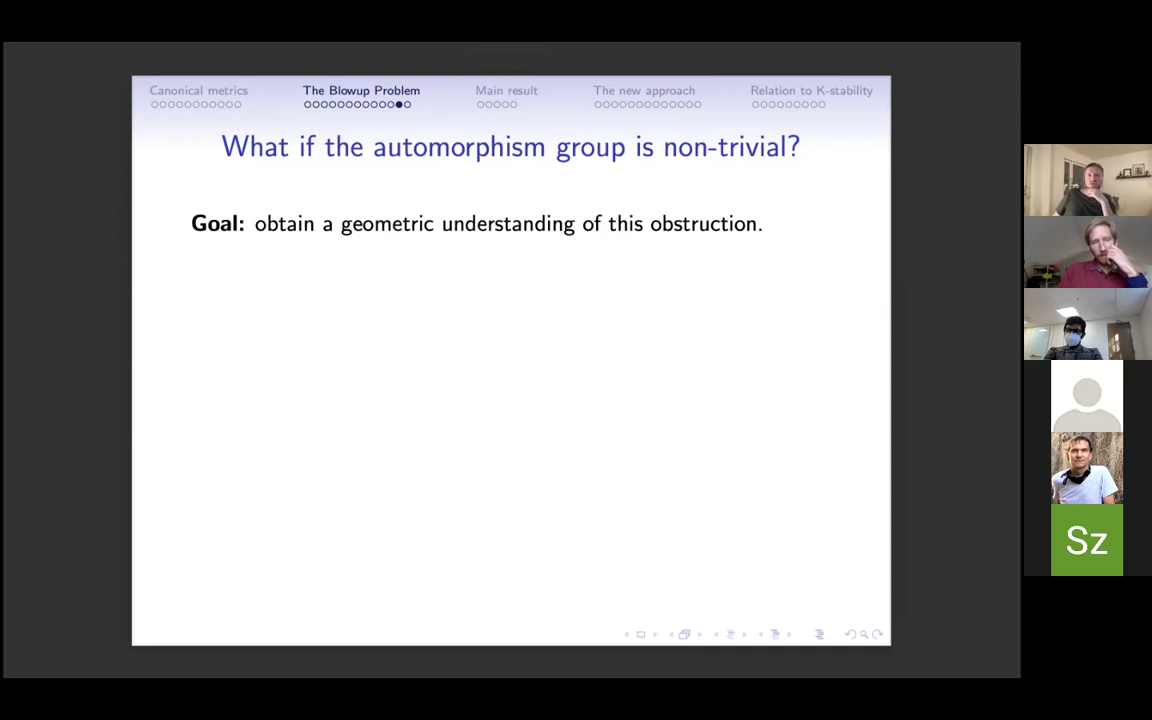 Canonical metrics
The Blowup Problem
Main result
The new approach
Relation to K-stability
What if the automorphism group is non-trivial?
Goal: obtain a geometric understanding of this obstruction.
Sz